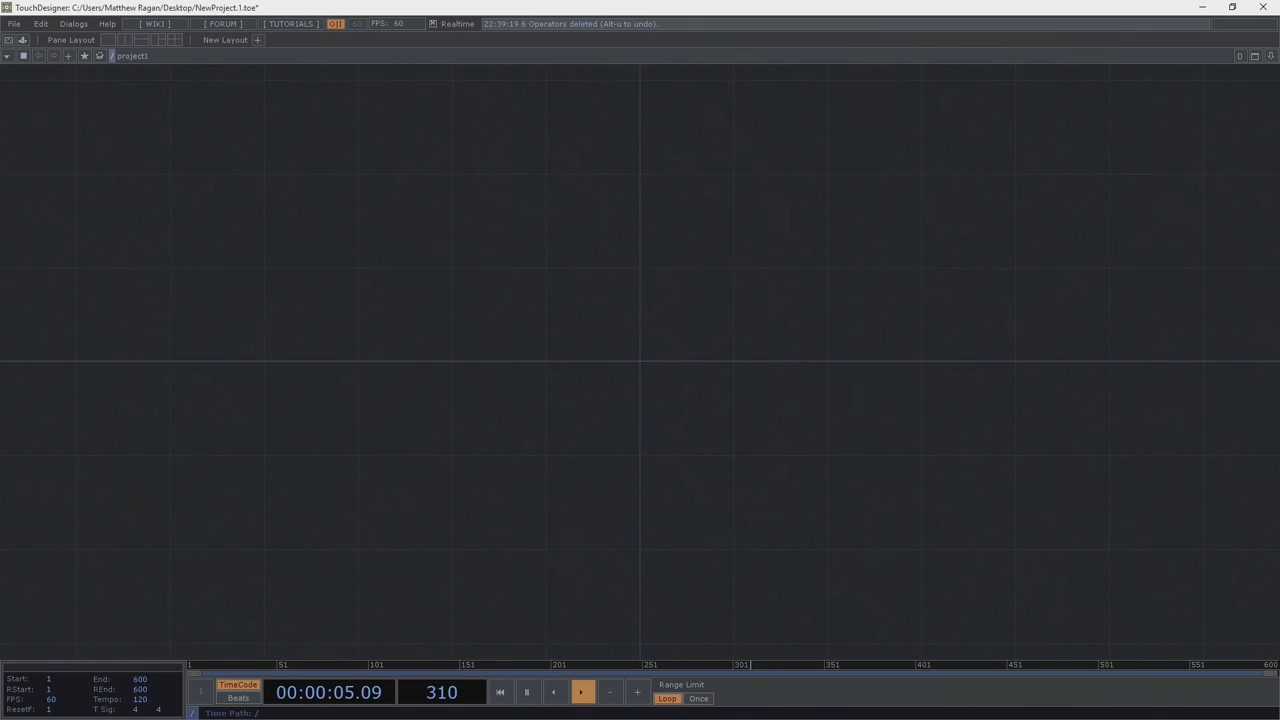 TouchDesigner: C:/Users/Matthew Ragan/Desktop/NewProject.1.toe*
File Edit Dialogs Help [ WIKI ] [ FORUM ] [ TUTORIALS ] O|I 60 FPS: 60 Realtime 22:39:19 6 Operators deleted (Alt-u to undo).
Pane Layout New Layout +
/ project1 0
1 51 101 151 201 251 301 351 401 451 501 551 600
Start: 1 End: 600
RStart: 1 REnd: 600
FPS: 60 Tempo: 120
ResetF: 1 T Sig: 4 4
TimeCode
Beats
00:00:05.09 310
- +
Range Limit
Loop Once
/ Time Path: /